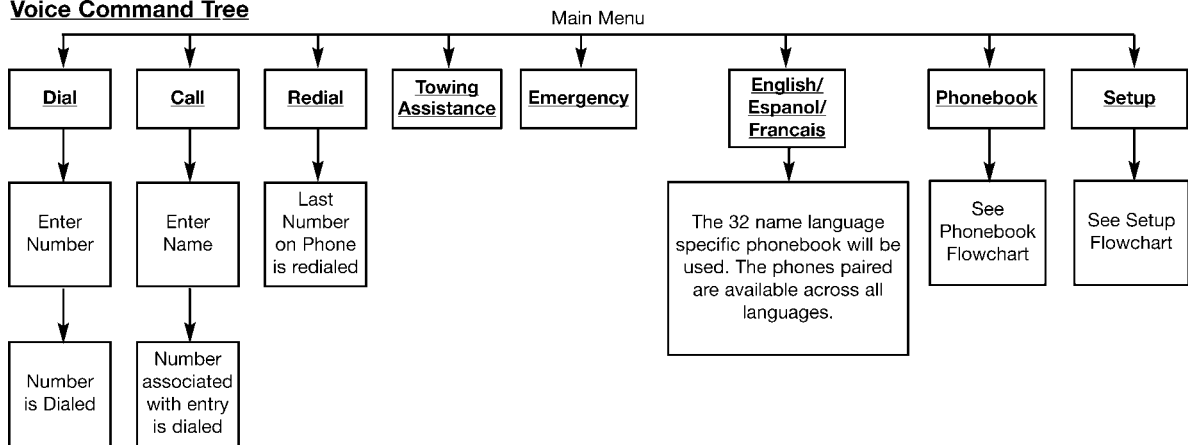 Voice Command Tree
Main Menu
Dial
Call
Redial
Towing
Assistance
Emergency
English/
Espanol/
Francais
Phonebook
Setup
Enter
Number
Enter
Name
Last
Number
on Phone
is redialed
The 32 name language
specific phonebook will be
used. The phones paired
are available across all
languages.
See
Phonebook
Flowchart
See Setup
Flowchart
Number
is Dialed
Number
associated
with entry
is dialed